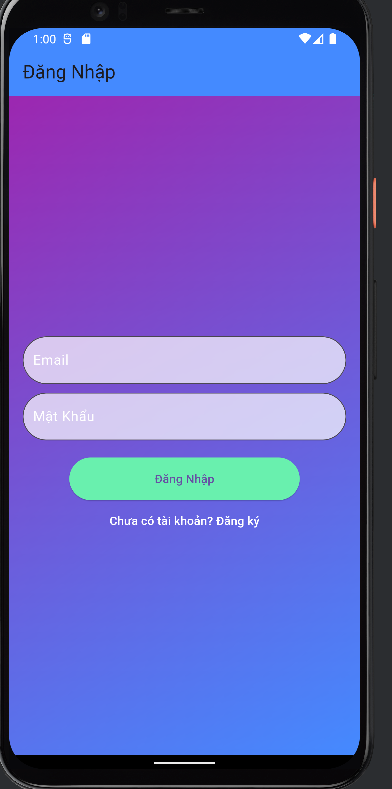 1:00
Đăng Nhập
Email
Mật Khẩu
Đăng Nhập
Chưa có tài khoản? Đăng ký